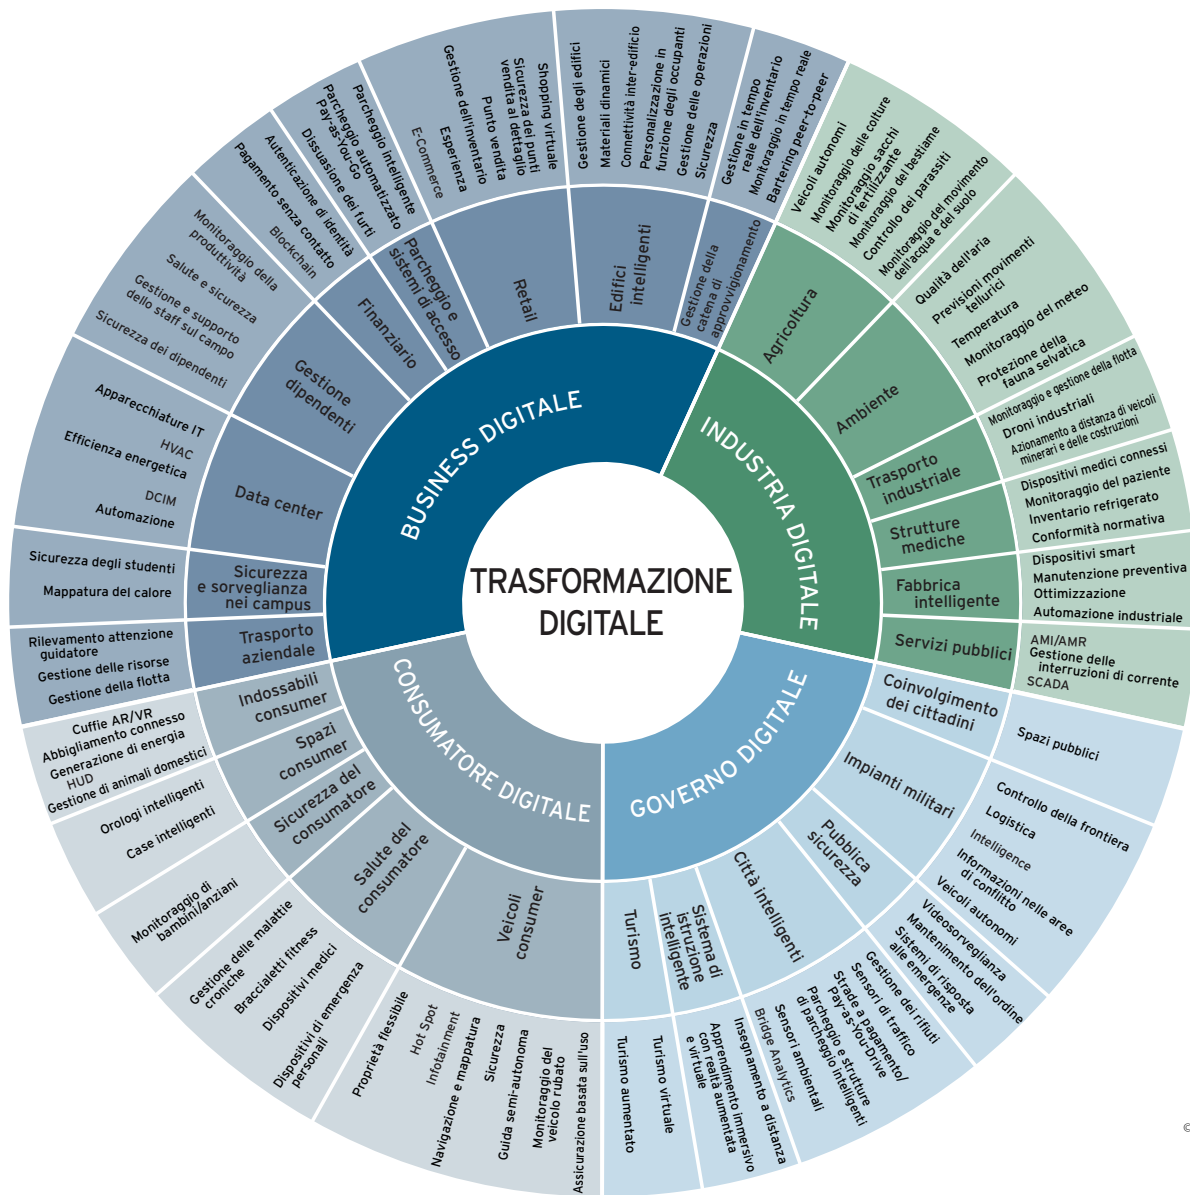 TRASFORMAZIONE
DIGITALE
BUSINESS DIGITALE
Trasporto
aziendale
Rilevamento attenzione
guidatore
Gestione delle risorse
Gestione della flotta
Sicurezza
e sorveglianza
nei campus
Sicurezza degli studenti
Mappatura del calore
Data center
Apparecchiature IT
HVAC
Efficienza energetica
DCIM
Automazione
Gestione
dipendenti
Monitoraggio della
produttività
Salute e sicurezza
Gestione e supporto
dello staff sul campo
Sicurezza dei dipendenti
Finanziario
Autenticazione di identità
Pagamento senza contatto
Blockchain
Parcheggio e
sistemi di accesso
Parcheggio intelligente
Parcheggio automatizzato
Pay-as-You-Go
Dissuasione dei furti
Retail
E-Commerce
Esperienza
Gestione dell'inventario
Punto vendita
Sicurezza dei punti
vendita al dettaglio
Shopping virtuale
Edifici
intelligenti
Gestione degli edifici
Materiali dinamici
Connettività inter-edificio
Personalizzazione in
funzione degli occupanti
Gestione delle operazioni
Sicurezza
Gestione della
catena di
approvvigionamento
Gestione in tempo
reale dell'inventario
Monitoraggio in tempo reale
Bartering peer-to-peer
INDUSTRIA DIGITALE
Agricoltura
Veicoli autonomi
Monitoraggio delle colture
Monitoraggio sacchi
di fertilizzante
Monitoraggio del bestiame
Controllo dei parassiti
Monitoraggio del movimento
dell'acqua e del suolo
Ambiente
Qualità dell'aria
Previsioni movimenti
tellurici
Temperatura
Monitoraggio del meteo
Protezione della
fauna selvatica
Trasporto
industriale
Monitoraggio e gestione della flotta
Droni industriali
Azionamento a distanza di veicoli
minerari e delle costruzioni
Strutture
mediche
Dispositivi medici connessi
Monitoraggio del paziente
Inventario refrigerato
Conformità normativa
Fabbrica
intelligente
Dispositivi smart
Manutenzione preventiva
Ottimizzazione
Automazione industriale
Servizi pubblici
AMI/AMR
Gestione delle
interruzioni di corrente
SCADA
GOVERNO DIGITALE
Coinvolgimento
dei cittadini
Spazi pubblici
Impianti militari
Controllo della frontiera
Logistica
Intelligence
Informazioni nelle aree
di conflitto
Veicoli autonomi
Pubblica
sicurezza
Videosorveglianza
Mantenimento dell'ordine
Sistemi di risposta
alle emergenze
Città intelligenti
Gestione dei rifiuti
Sensori di traffico
Strade a pagamento/
Pay-as-You-Drive
Parcheggio e strutture
di parcheggio intelligenti
Sensori ambientali
Bridge Analytics
Sistema di
istruzione
intelligente
Insegnamento a distanza
Apprendimento immersivo
con realtà aumentata
e virtuale
Turismo
Turismo virtuale
Turismo aumentato
CONSUMATORE DIGITALE
Veicoli
consumer
Proprietà flessibile
Hot Spot
Infotainment
Navigazione e mappatura
Sicurezza
Guida semi-autonoma
Monitoraggio del
veicolo rubato
Assicurazione basata sull'uso
Salute del
consumatore
Gestione delle malattie
croniche
Braccialetti fitness
Dispositivi medici
Dispositivi di emergenza
personali
Sicurezza del
consumatore
Monitoraggio di
bambini/anziani
Spazi
consumer
Orologi intelligenti
Case intelligenti
Indossabili
consumer
Cuffie AR/VR
Abbigliamento connesso
Generazione di energia
HUD
Gestione di animali domestici
©